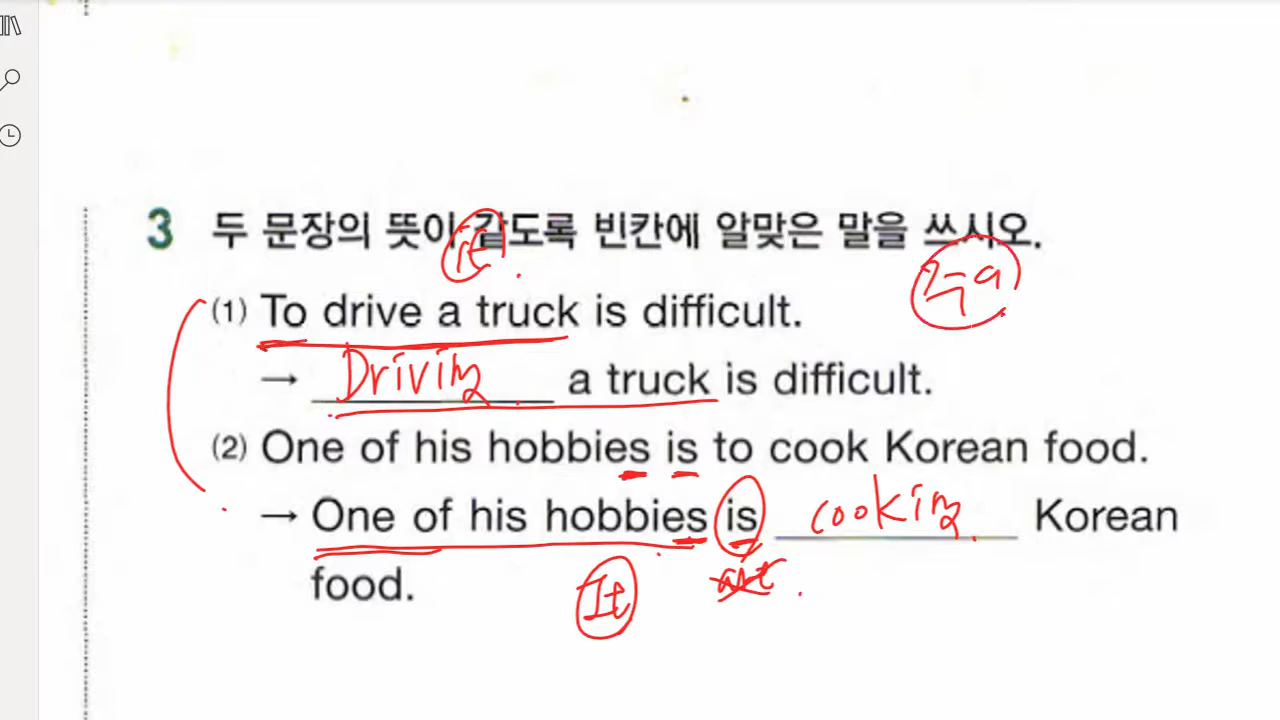 3 두 문장의 뜻이 같도록 빈칸에 알맞은 말을 쓰시오.
It
(1) To drive a truck is difficult.
→ Driving a truck is difficult.
(2) One of his hobbies is to cook Korean food.
→ One of his hobbies is cooking Korean
food.
It
are